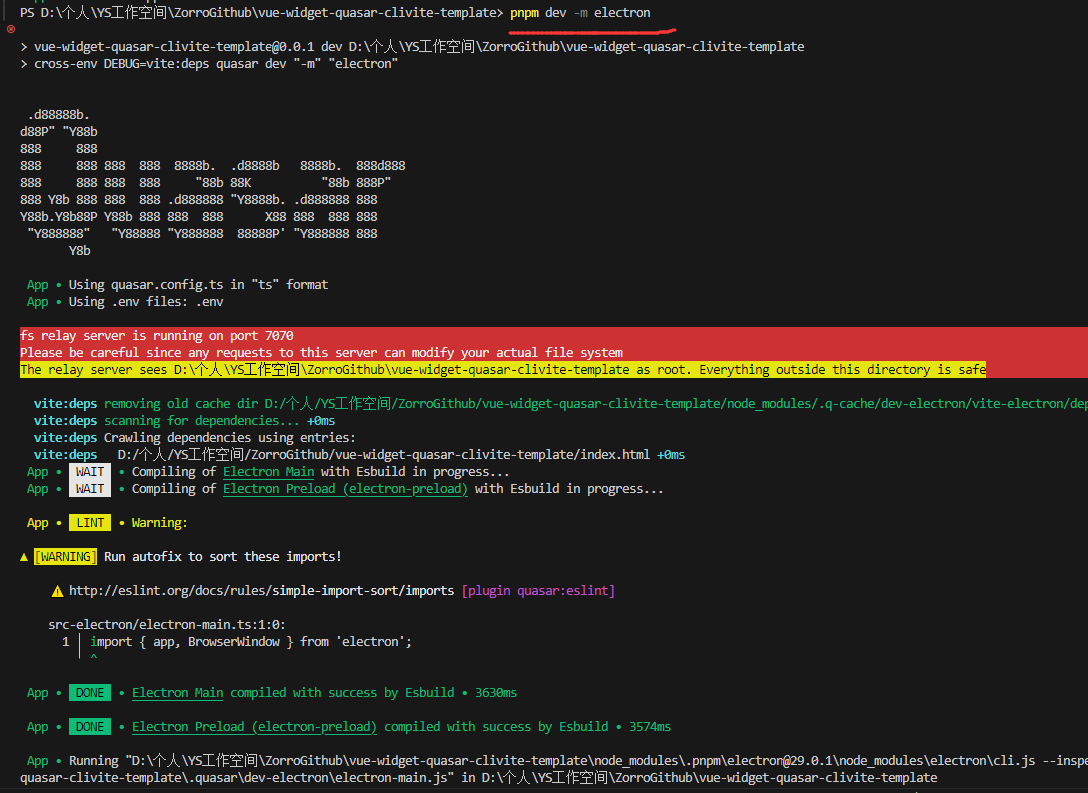 PS D:\个人\YS工作空间\ZorroGithub\vue-widget-quasar-clivite-template> pnpm dev -m electron
> vue-widget-quasar-clivite-template@0.0.1 dev D:\个人\YS工作空间\ZorroGithub\vue-widget-quasar-clivite-template
> cross-env DEBUG=vite:deps quasar dev "-m" "electron"
 .d88888b.
d88P" "Y88b
888     888
888     888 888  888  8888b.  .d8888b   8888b.  888d888
888     888 888  888     "88b 88K          "88b 888P"
888 Y8b 888 888  888 .d888888 "Y8888b. .d888888 888
Y88b.Y8b88P Y88b 888 888  888      X88 888  888 888
 "Y888888"   "Y88888 "Y888888  88888P' "Y888888 888
       Y8b
App • Using quasar.config.ts in "ts" format
App • Using .env files: .env
fs relay server is running on port 7070
Please be careful since any requests to this server can modify your actual file system
The relay server sees D:\个人\YS工作空间\ZorroGithub\vue-widget-quasar-clivite-template as root. Everything outside this directory is safe
vite:deps removing old cache dir D:/个人/YS工作空间/ZorroGithub/vue-widget-quasar-clivite-template/node_modules/.q-cache/dev-electron/vite-electron/dep
vite:deps scanning for dependencies... +0ms
vite:deps Crawling dependencies using entries:
vite:deps   D:/个人/YS工作空间/ZorroGithub/vue-widget-quasar-clivite-template/index.html +0ms
App • WAIT • Compiling of Electron Main with Esbuild in progress...
App • WAIT • Compiling of Electron Preload (electron-preload) with Esbuild in progress...
App • LINT • Warning:
▲ [WARNING] Run autofix to sort these imports!
⚠ http://eslint.org/docs/rules/simple-import-sort/imports [plugin quasar:eslint]
src-electron/electron-main.ts:1:0:
1 │ import { app, BrowserWindow } from 'electron';
│ ^
App • DONE • Electron Main compiled with success by Esbuild • 3630ms
App • DONE • Electron Preload (electron-preload) compiled with success by Esbuild • 3574ms
App • Running "D:\个人\YS工作空间\ZorroGithub\vue-widget-quasar-clivite-template\node_modules\.pnpm\electron@29.0.1\node_modules\electron\cli.js --inspe
quasar-clivite-template\.quasar\dev-electron\electron-main.js" in D:\个人\YS工作空间\ZorroGithub\vue-widget-quasar-clivite-template